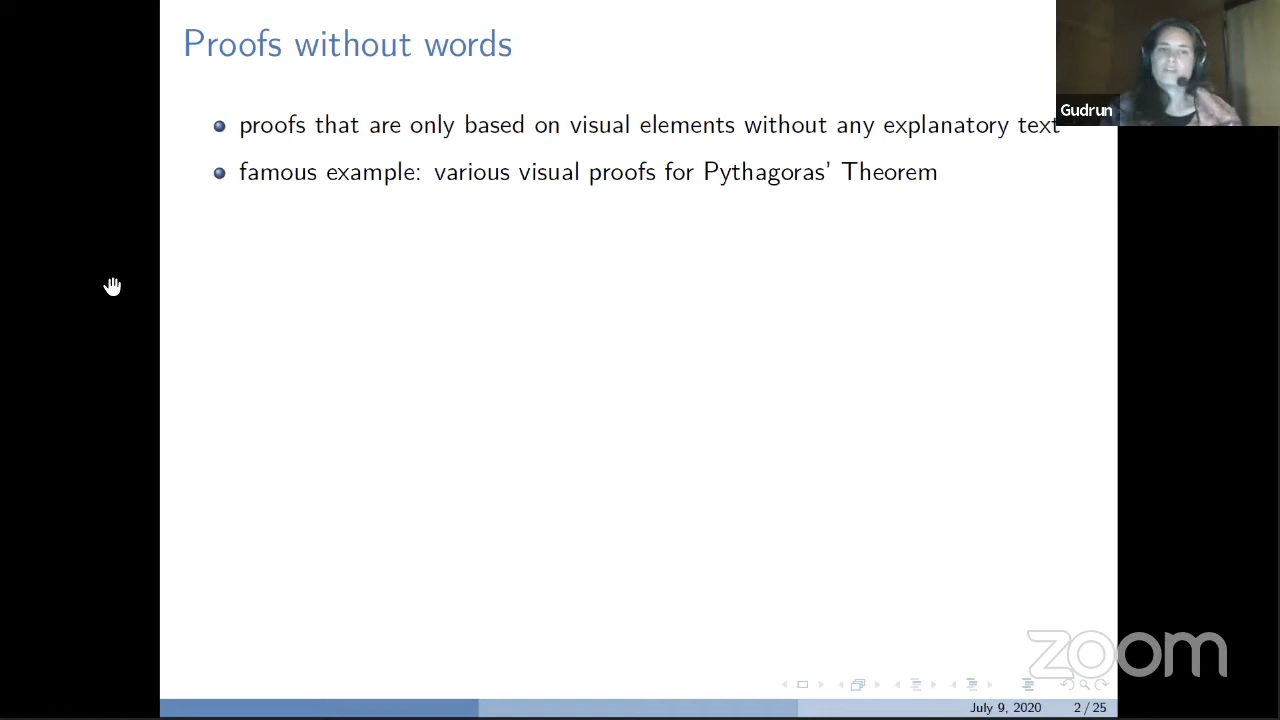 Proofs without words
Gudrun
proofs that are only based on visual elements without any explanatory text
famous example: various visual proofs for Pythagoras’ Theorem
zoom
July 9, 2020
2 / 25